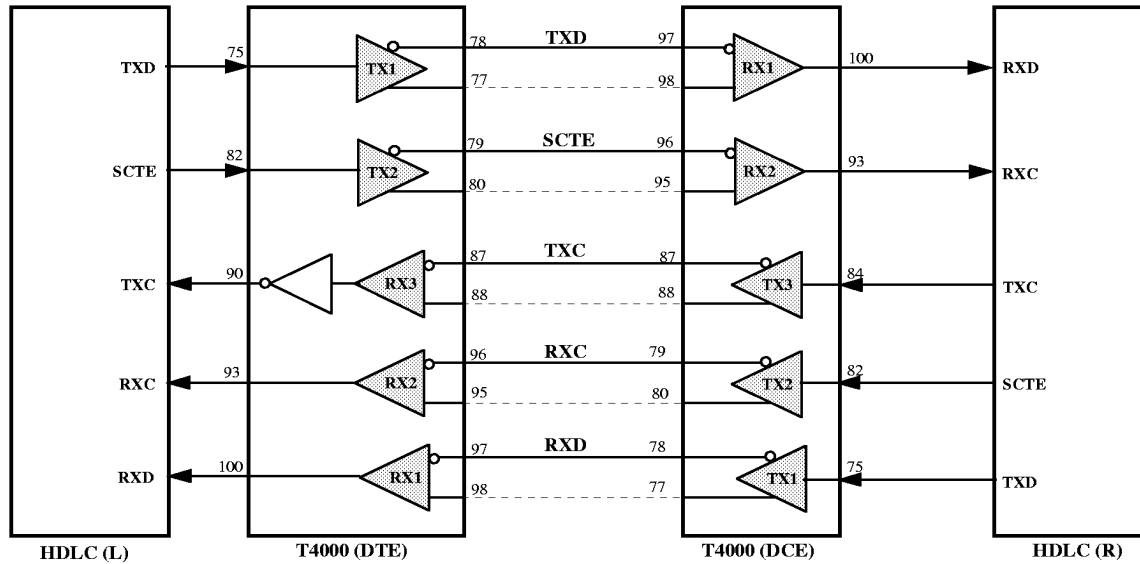 75 78 TXD 97
TXD TX1 RX1 100 RXD
77 98
82 79 SCTE 96
SCTE TX2 RX2 93 RXC
80 95
90 87 TXC 87 84
TXC RX3 TX3 TXC
88 88
93 96 RXC 79 82
RXC RX2 TX2 SCTE
95 80
100 97 RXD 78 75
RXD RX1 TX1 TXD
98 77
HDLC (L) T4000 (DTE) T4000 (DCE) HDLC (R)